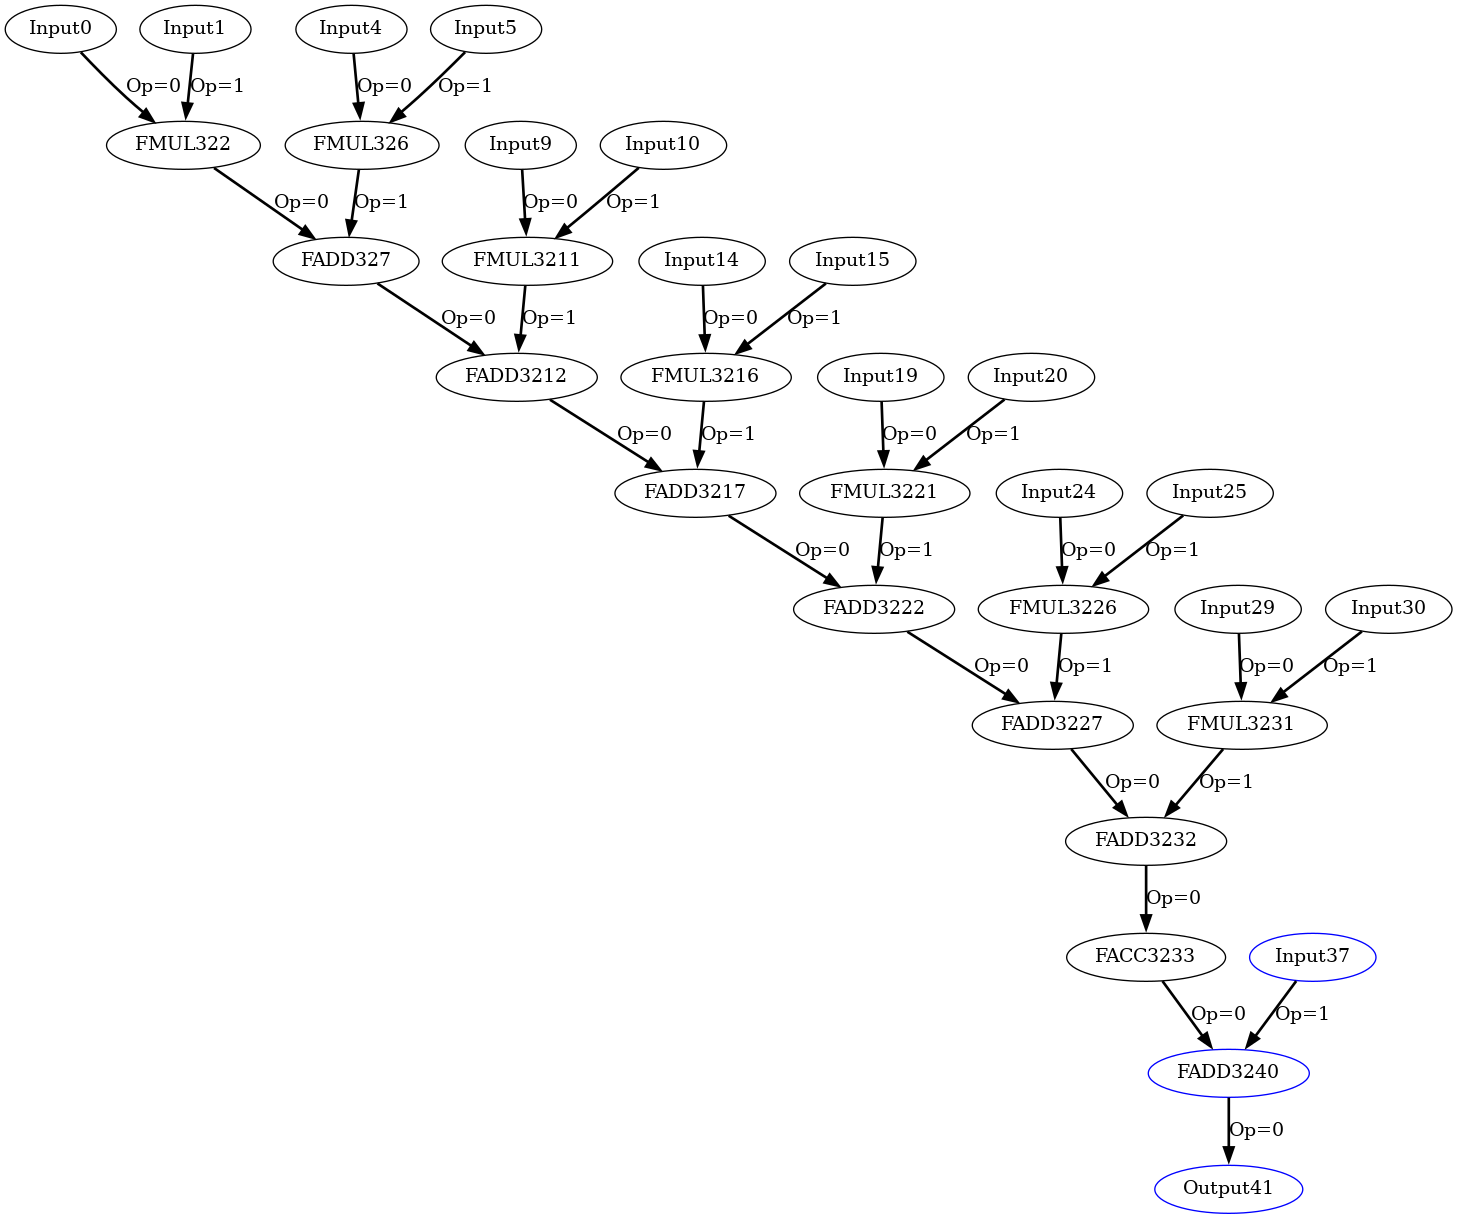 Input0 Input1 Input4 Input5
Op=0 Op=1 Op=0 Op=1
FMUL322 FMUL326 Input9 Input10
Op=0 Op=1 Op=0 Op=1
FADD327 FMUL3211 Input14 Input15
Op=0 Op=1 Op=0 Op=1
FADD3212 FMUL3216 Input19 Input20
Op=0 Op=1 Op=0 Op=1
FADD3217 FMUL3221 Input24 Input25
Op=0 Op=1 Op=0 Op=1
FADD3222 FMUL3226 Input29 Input30
Op=0 Op=1 Op=0 Op=1
FADD3227 FMUL3231
Op=0 Op=1
FADD3232
Op=0
FACC3233 Input37
Op=0 Op=1
FADD3240
Op=0
Output41